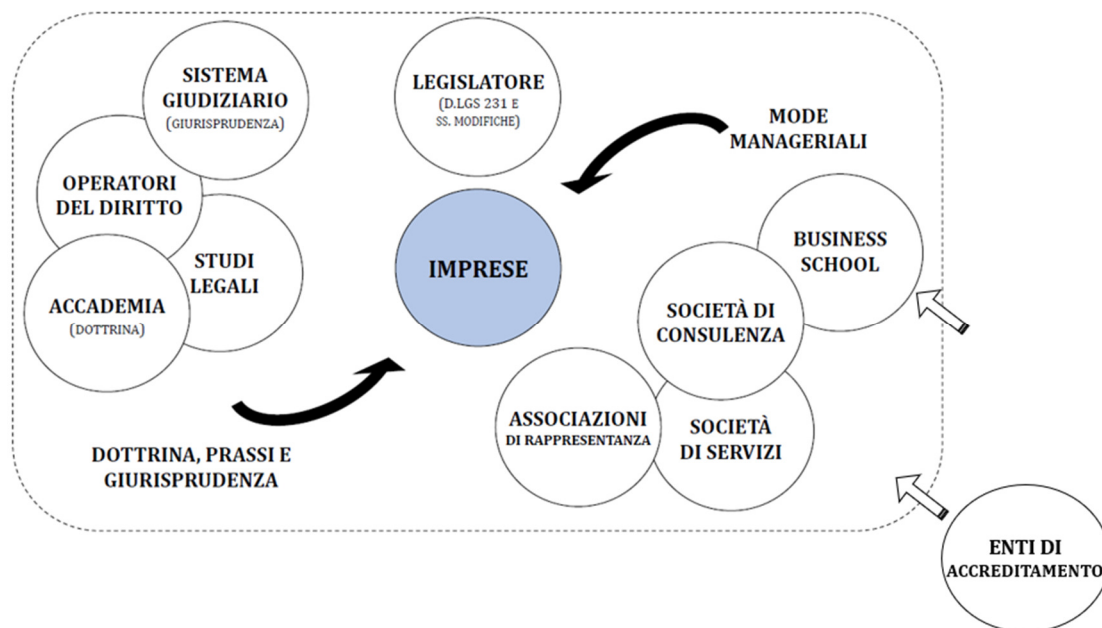 SISTEMA
GIUDIZIARIO
(GIURISPRUDENZA)
LEGISLATORE
(D.LGS 231 E
SS. MODIFICHE)
MODE
MANAGERIALI
OPERATORI
DEL DIRITTO
STUDI
LEGALI
ACCADEMIA
(DOTTRINA)
IMPRESE
BUSINESS
SCHOOL
SOCIETÀ DI
CONSULENZA
ASSOCIAZIONI
DI RAPPRESENTANZA
SOCIETÀ
DI SERVIZI
DOTTRINA, PRASSI E
GIURISPRUDENZA
ENTI DI
ACCREDITAMENTO